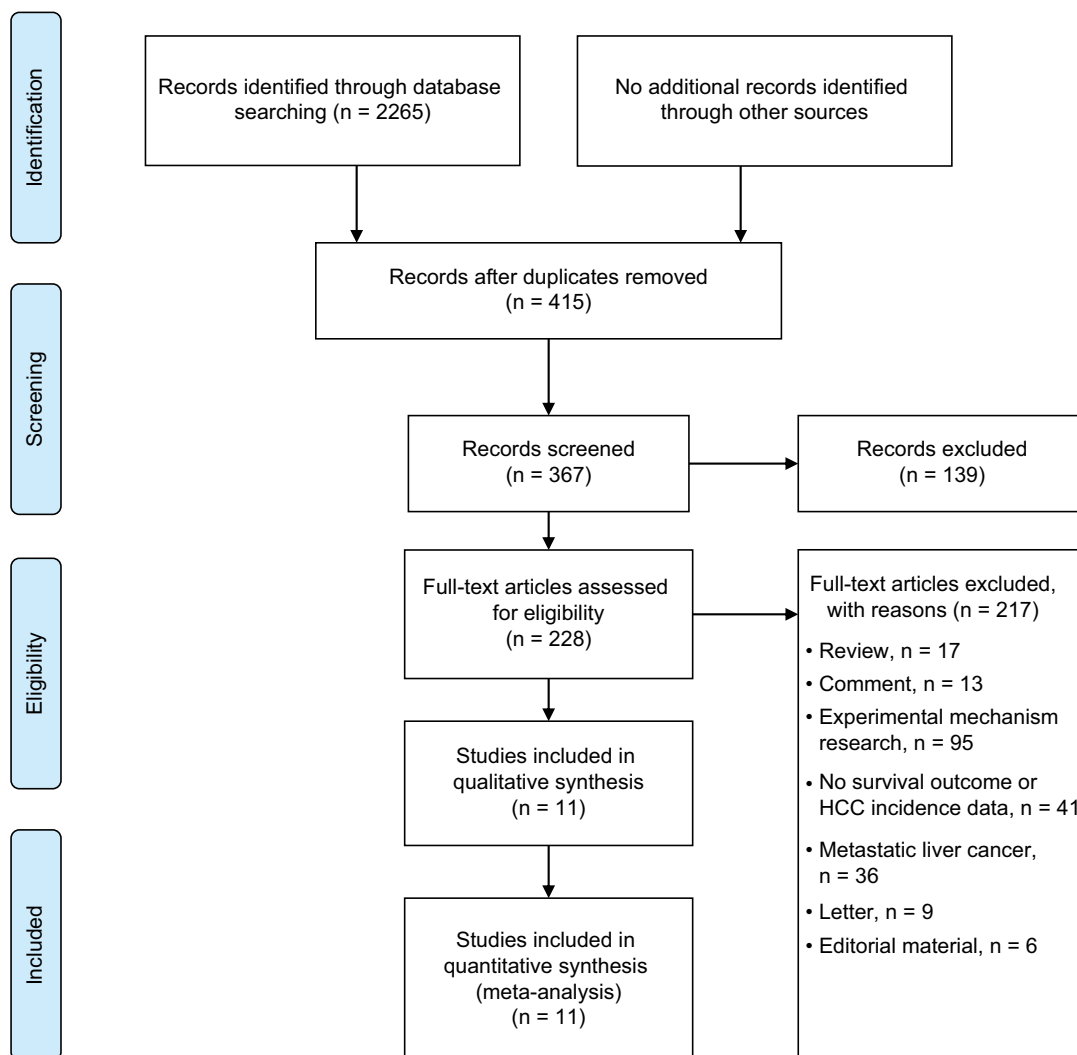 Identification
Records identified through database
searching (n = 2265)
No additional records identified
through other sources
Records after duplicates removed
(n = 415)
Screening
Records screened
(n = 367)
Records excluded
(n = 139)
Eligibility
Full-text articles assessed
for eligibility
(n = 228)
Full-text articles excluded,
with reasons (n = 217)
• Review, n = 17
• Comment, n = 13
• Experimental mechanism
research, n = 95
• No survival outcome or
HCC incidence data, n = 41
• Metastatic liver cancer,
n = 36
• Letter, n = 9
• Editorial material, n = 6
Studies included in
qualitative synthesis
(n = 11)
Included
Studies included in
quantitative synthesis
(meta-analysis)
(n = 11)